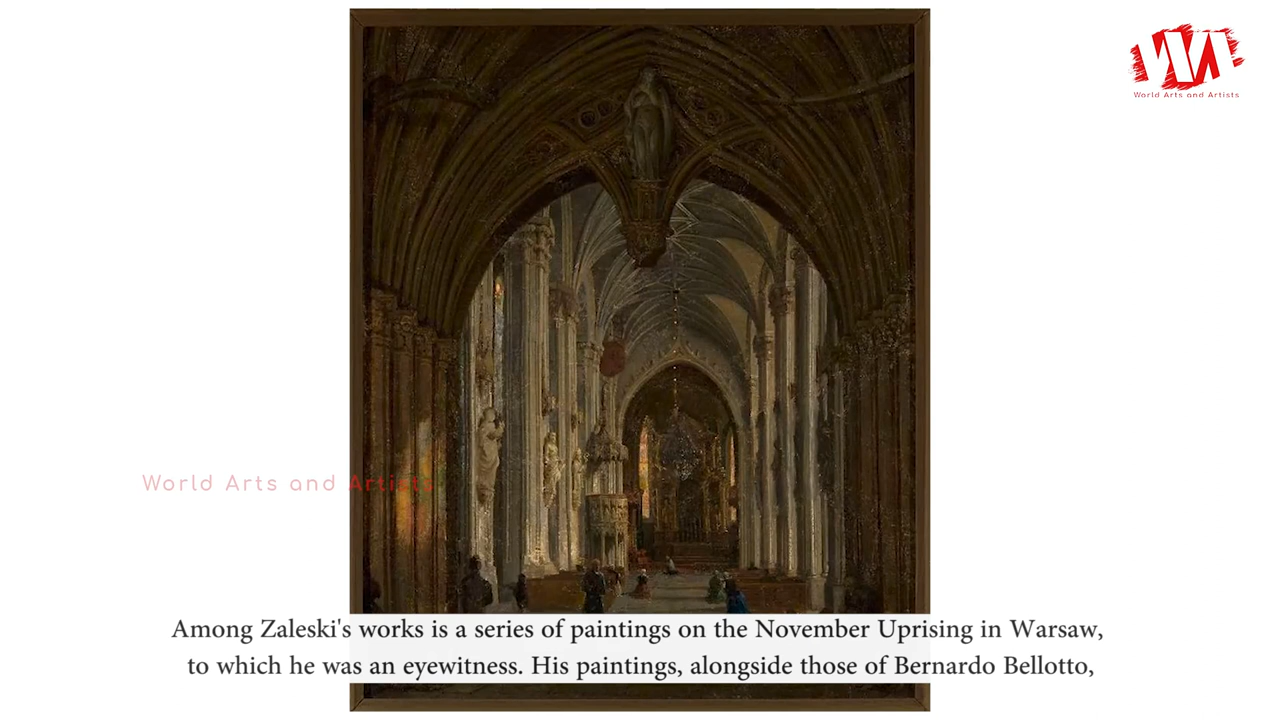 World Arts and Artists
World Arts and Artists
Among Zaleski's works is a series of paintings on the November Uprising in Warsaw,
to which he was an eyewitness. His paintings, alongside those of Bernardo Bellotto,